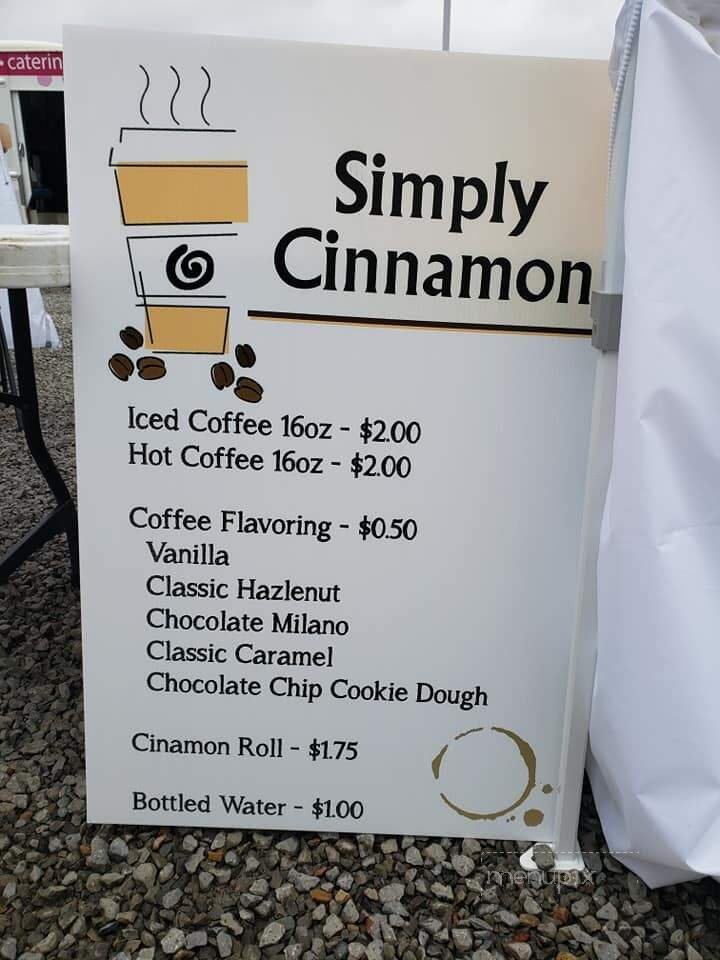 caterin
Simply
Cinnamon
Iced Coffee 16oz - $2.00
Hot Coffee 16oz - $2.00
Coffee Flavoring - $0.50
Vanilla
Classic Hazlenut
Chocolate Milano
Classic Caramel
Chocolate Chip Cookie Dough
Cinamon Roll - $1.75
Bottled Water - $1.00
menupix